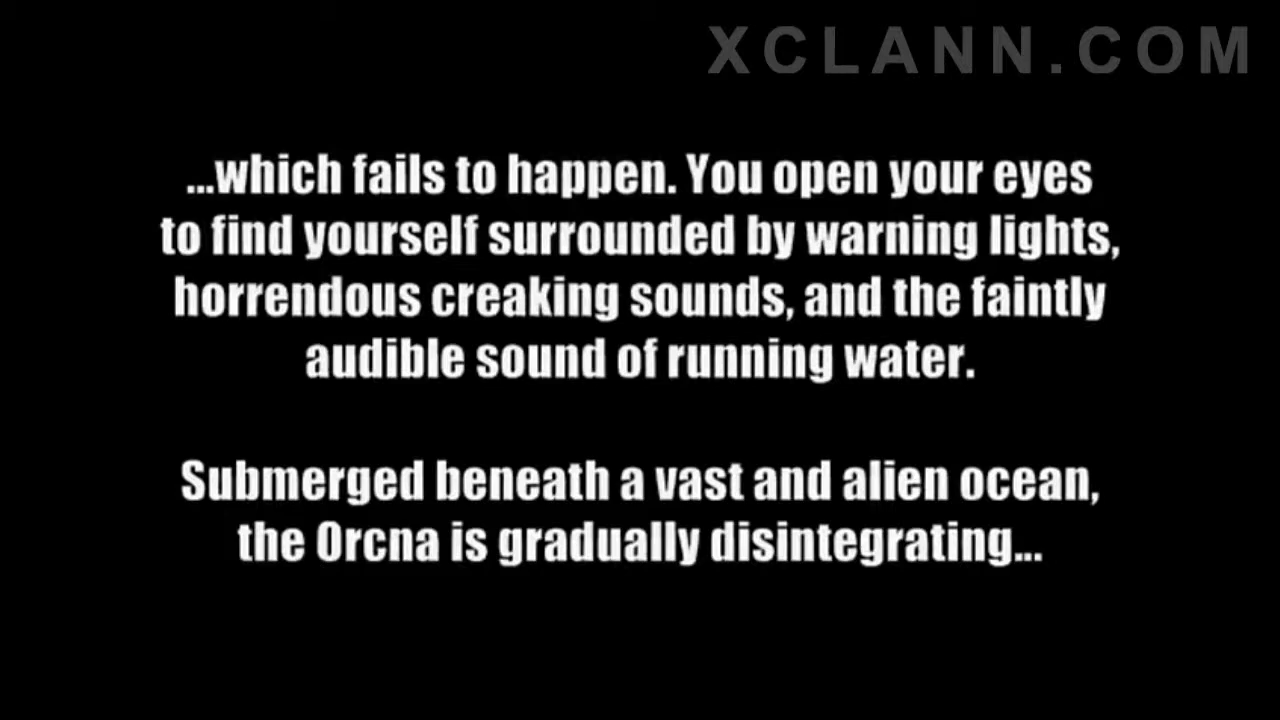 XCLANN.COM
...which fails to happen. You open your eyes
to find yourself surrounded by warning lights,
horrendous creaking sounds, and the faintly
audible sound of running water.
Submerged beneath a vast and alien ocean,
the Orcna is gradually disintegrating...